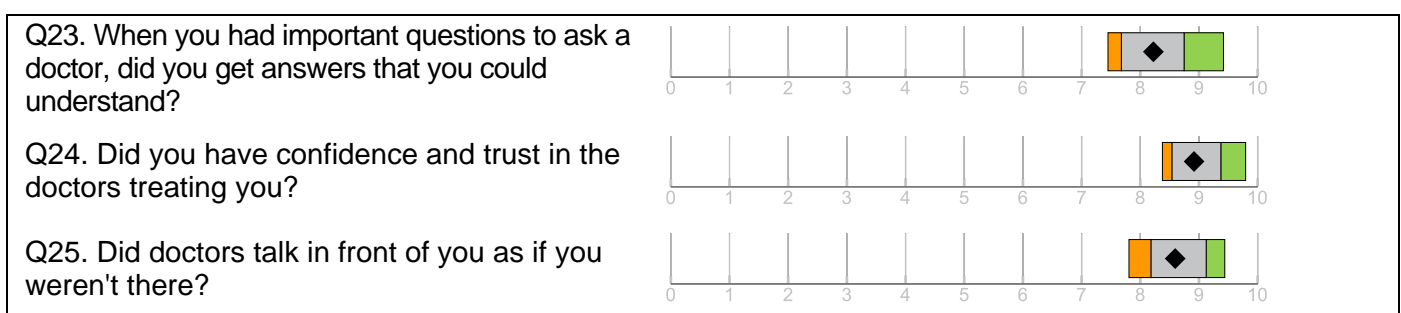 Q23. When you had important questions to ask a
doctor, did you get answers that you could
understand?
0 1 2 3 4 5 6 7 8 9 10
Q24. Did you have confidence and trust in the
doctors treating you?
0 1 2 3 4 5 6 7 8 9 10
Q25. Did doctors talk in front of you as if you
weren't there?
0 1 2 3 4 5 6 7 8 9 10